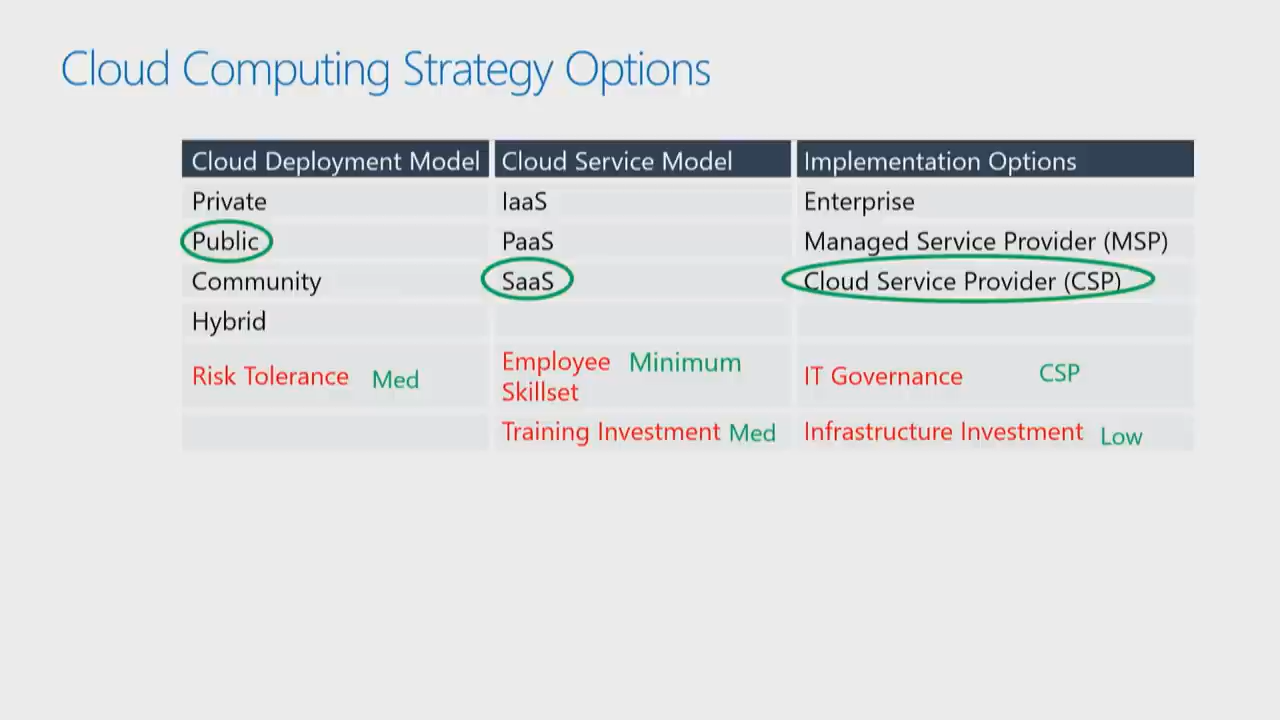 Cloud Computing Strategy Options
Cloud Deployment Model Cloud Service Model Implementation Options
Private IaaS Enterprise
Public PaaS Managed Service Provider (MSP)
Community SaaS Cloud Service Provider (CSP)
Hybrid
Risk Tolerance Med Employee Skillset Minimum IT Governance CSP
Training Investment Med Infrastructure Investment Low